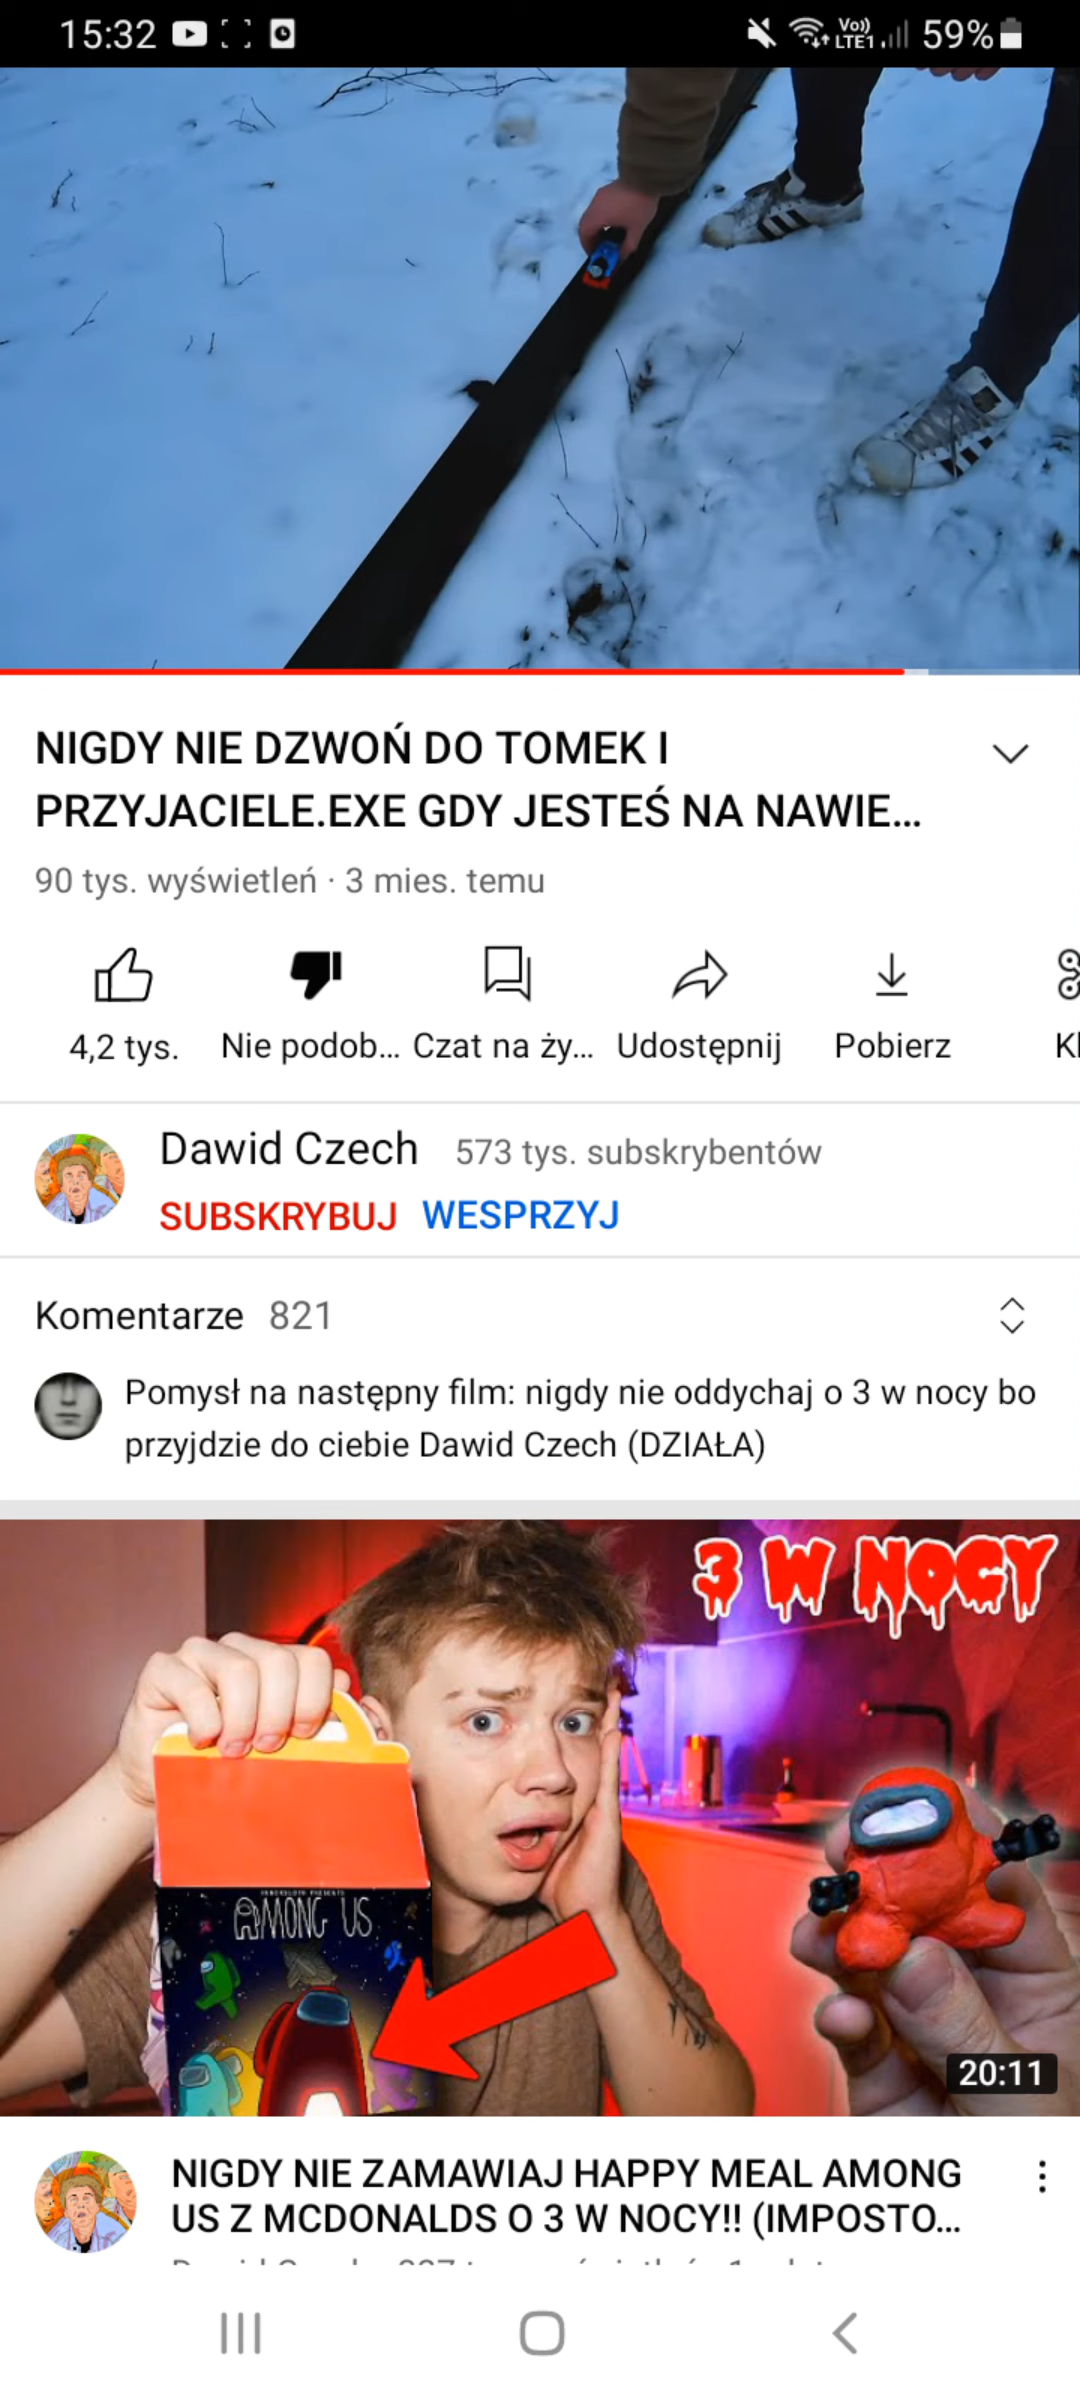 15:32
Vo))
LTE1
59%
NIGDY NIE DZWOŃ DO TOMEK I
PRZYJACIELE.EXE GDY JESTEŚ NA NAWIE...
90 tys. wyświetleń · 3 mies. temu
4,2 tys.
Nie podob...
Czat na ży...
Udostępnij
Pobierz
Kl
Dawid Czech 573 tys. subskrybentów
SUBSKRYBUJ WESPRZYJ
Komentarze 821
Pomysł na następny film: nigdy nie oddychaj o 3 w nocy bo
przyjdzie do ciebie Dawid Czech (DZIAŁA)
3 W NOCY
AMONG US
20:11
NIGDY NIE ZAMAWIAJ HAPPY MEAL AMONG
US Z MCDONALDS O 3 W NOCY!! (IMPOSTO...